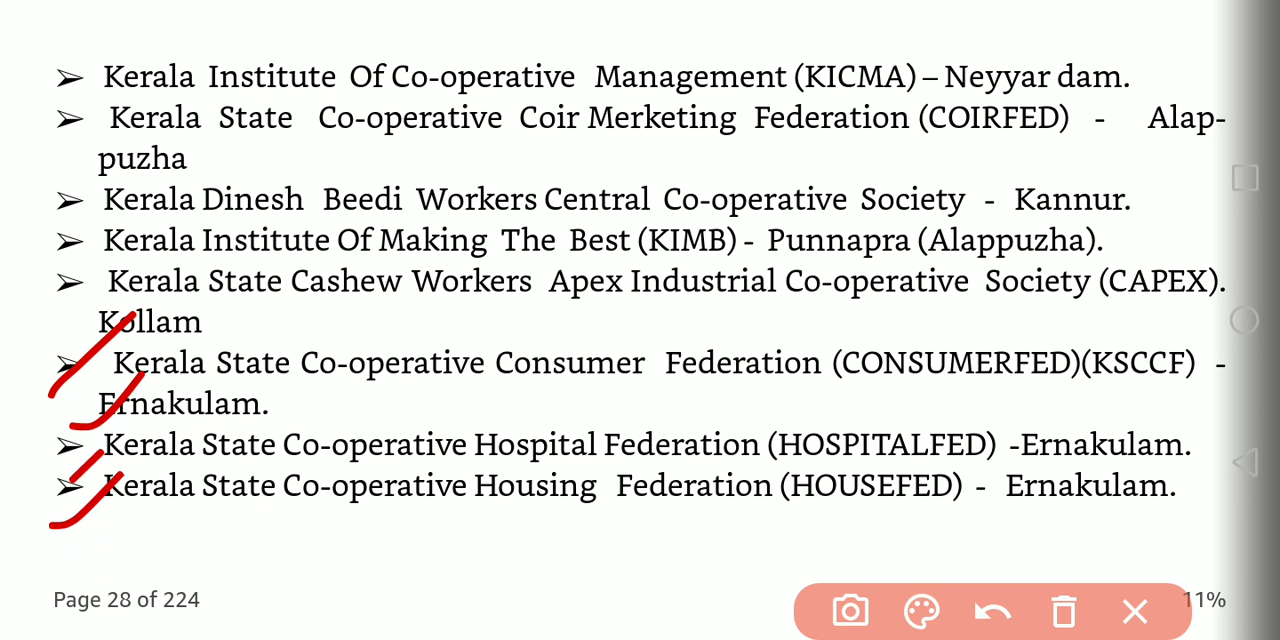 ➢ Kerala Institute Of Co-operative Management (KICMA) – Neyyar dam.
➢ Kerala State Co-operative Coir Merketing Federation (COIRFED) - Alap-
puzha
➢ Kerala Dinesh Beedi Workers Central Co-operative Society - Kannur.
➢ Kerala Institute Of Making The Best (KIMB) - Punnapra (Alappuzha).
➢ Kerala State Cashew Workers Apex Industrial Co-operative Society (CAPEX).
Kollam
➢ Kerala State Co-operative Consumer Federation (CONSUMERFED)(KSCCF) -
Ernakulam.
➢ Kerala State Co-operative Hospital Federation (HOSPITALFED) -Ernakulam.
➢ Kerala State Co-operative Housing Federation (HOUSEFED) - Ernakulam.
Page 28 of 224
11%